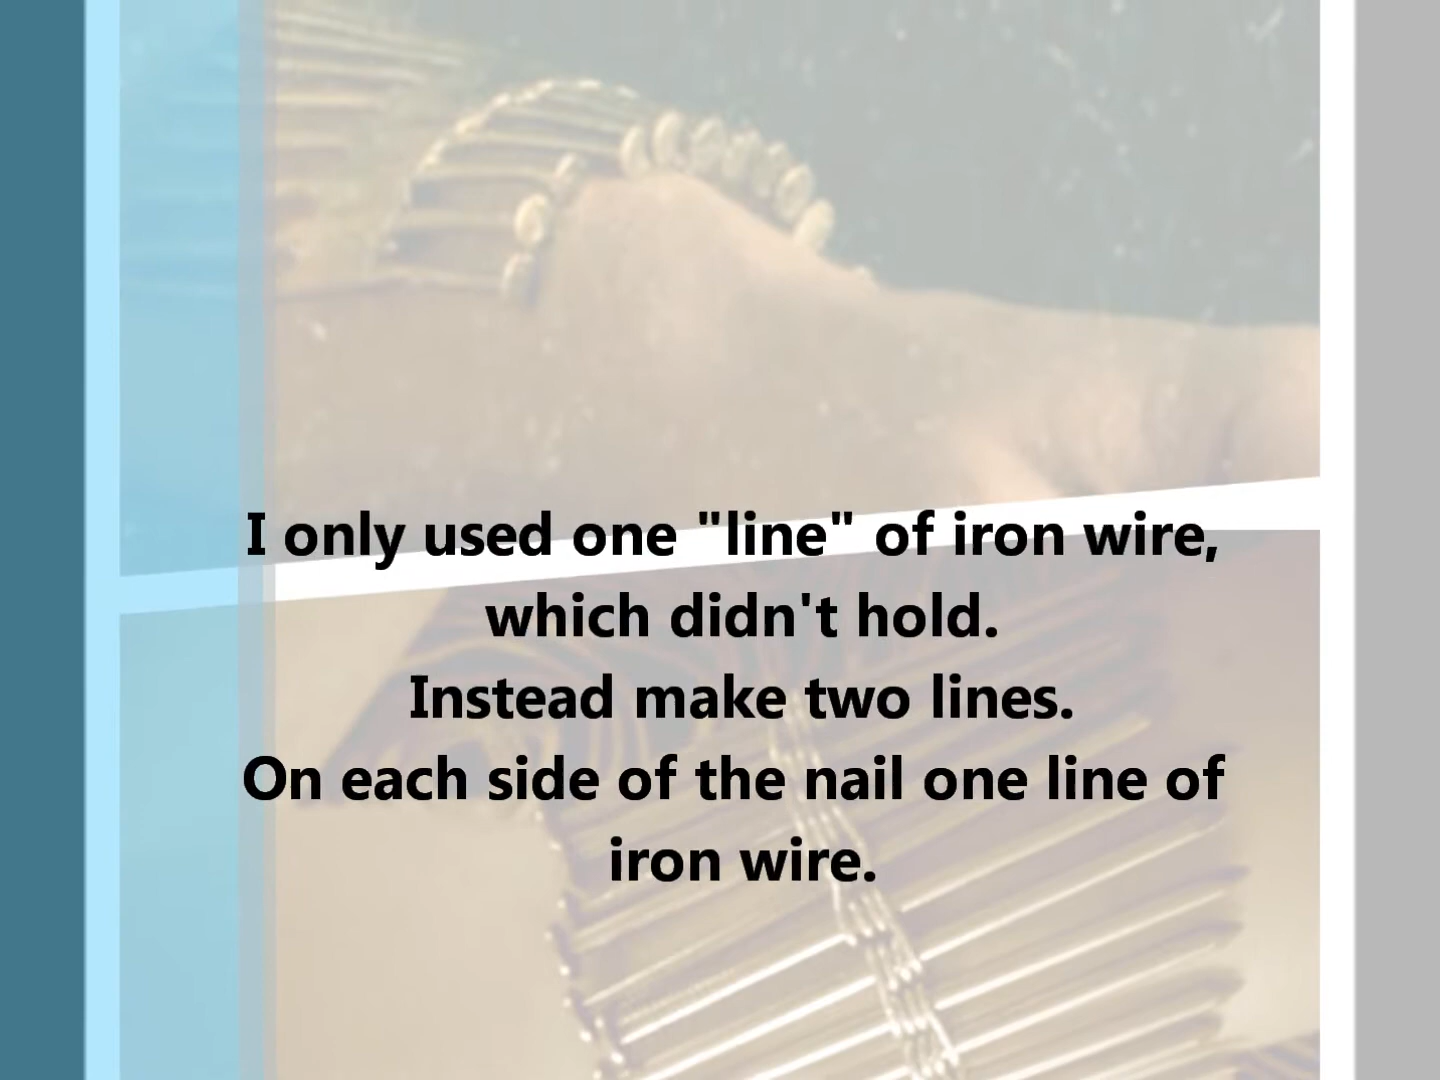 I only used one "line" of iron wire,
which didn't hold.
Instead make two lines.
On each side of the nail one line of
iron wire.